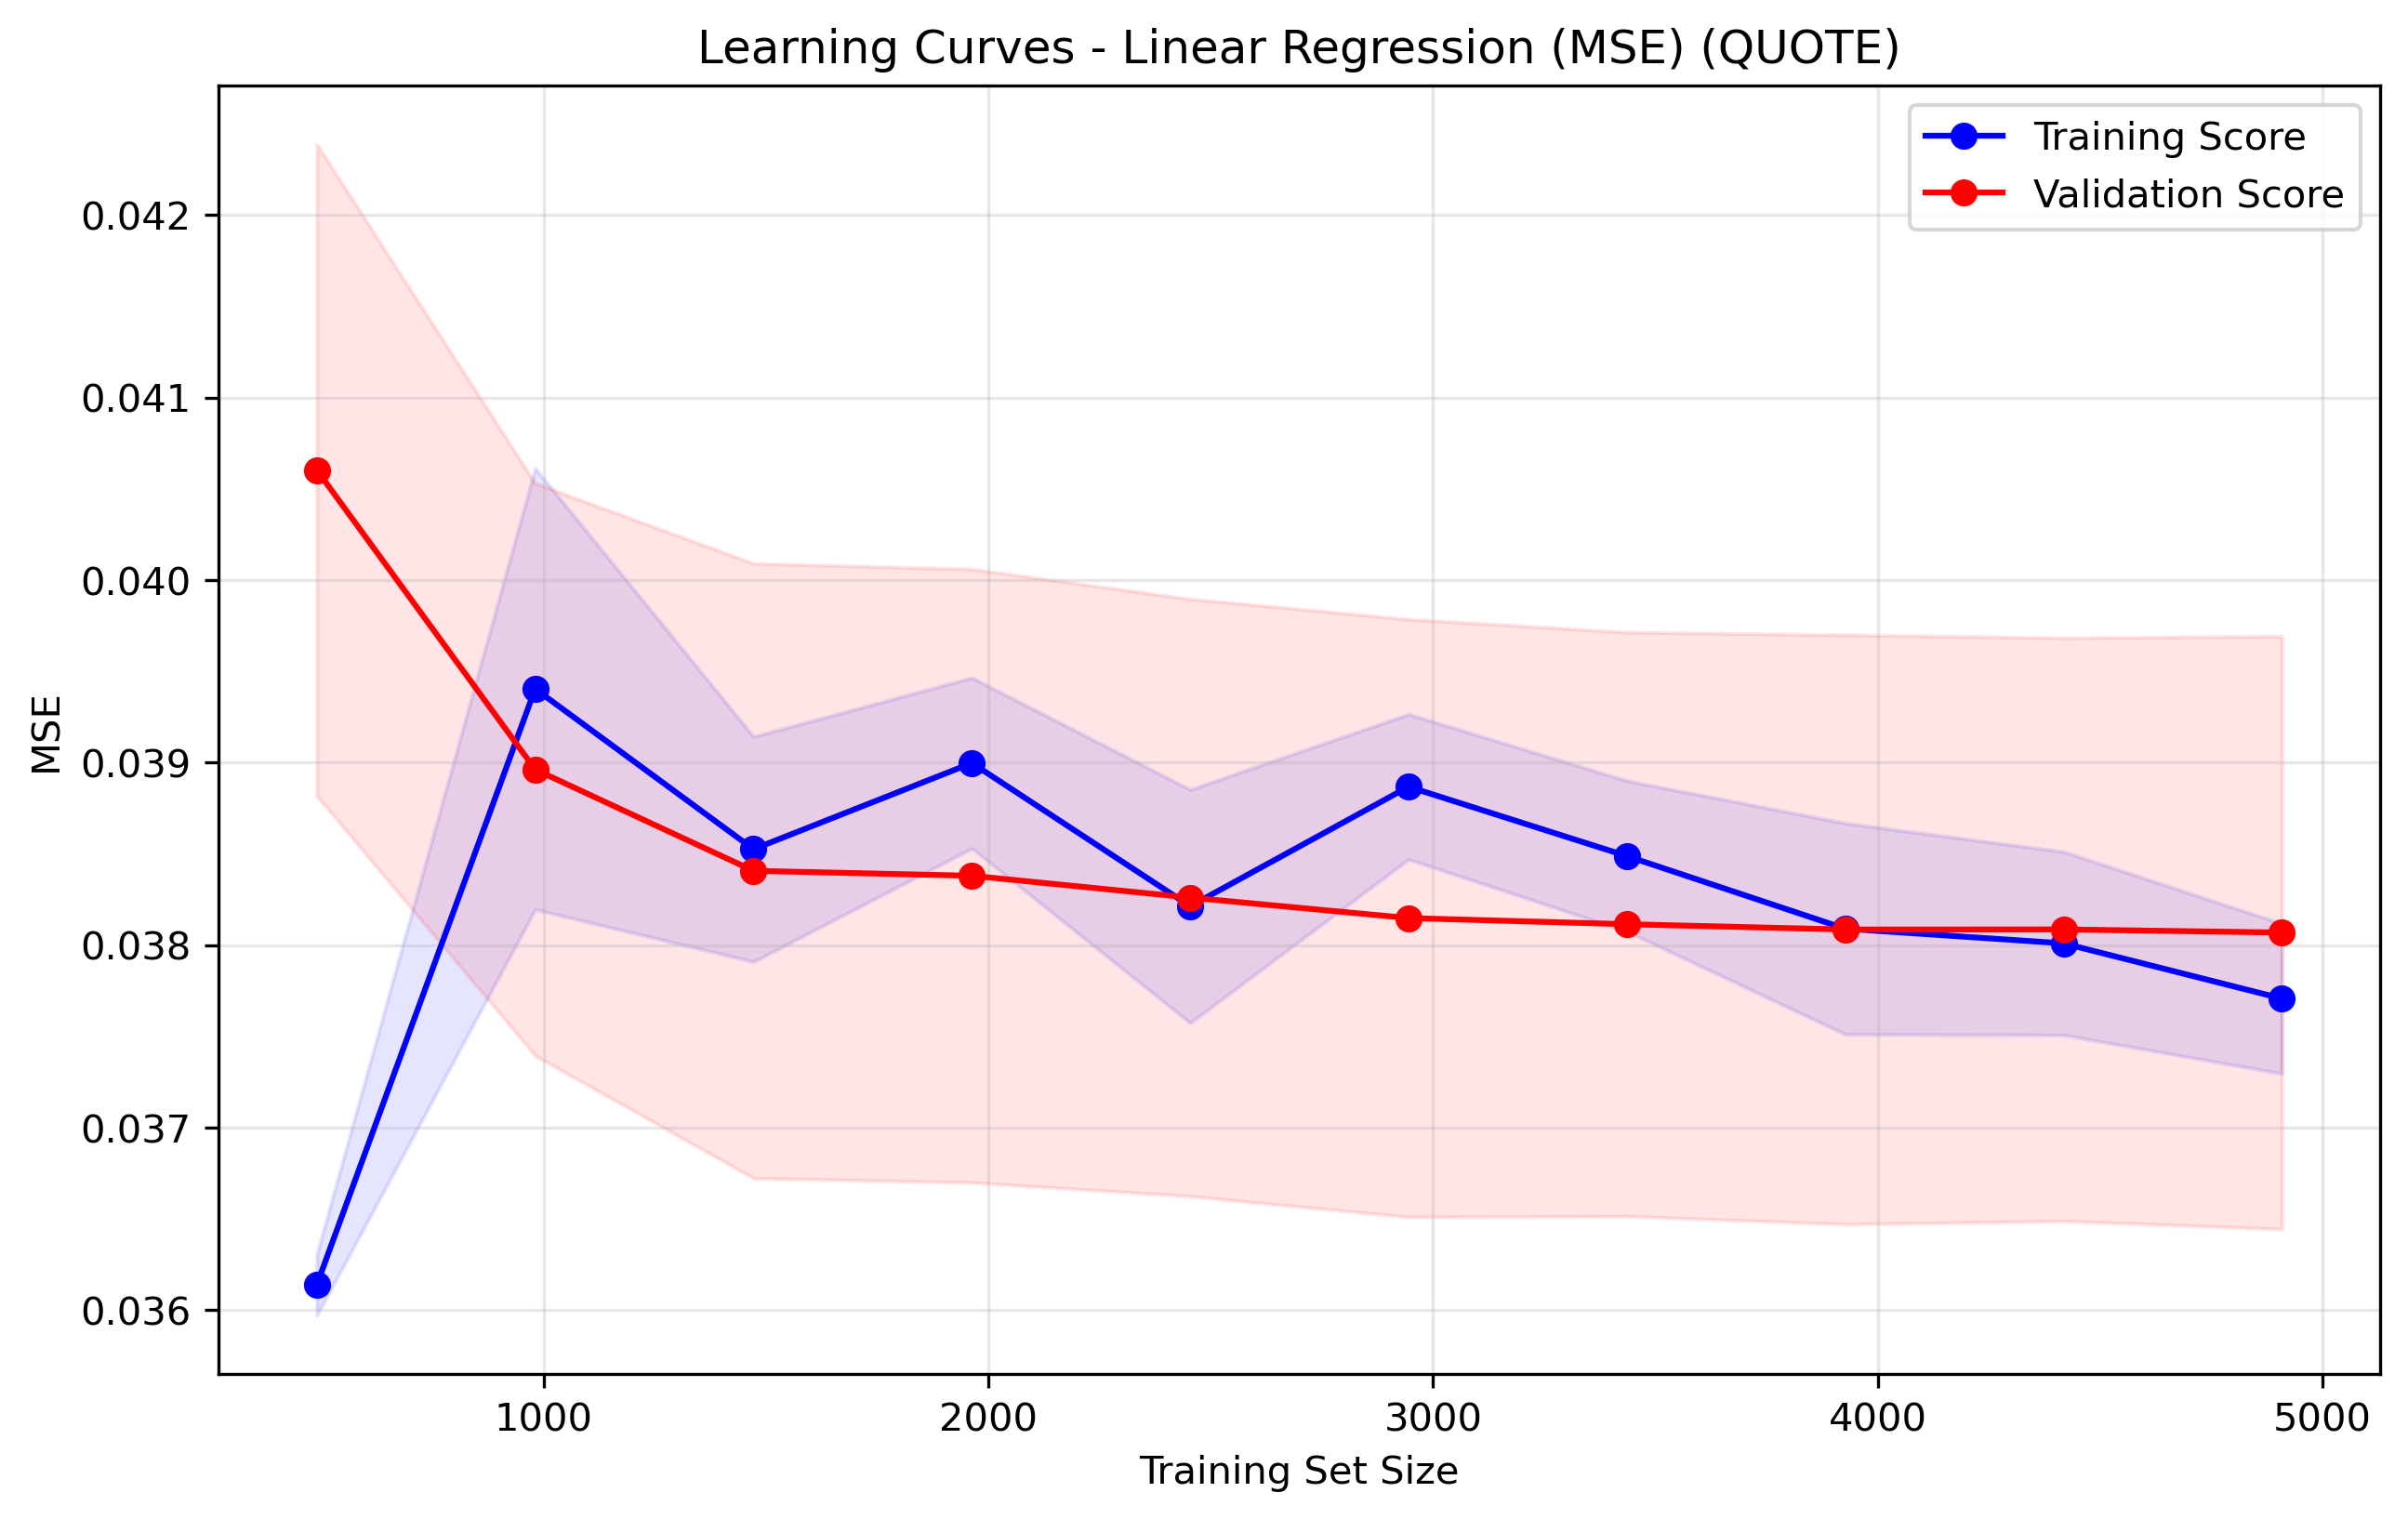 Learning Curves - Linear Regression (MSE) (QUOTE)
Training Score
Validation Score
0.042
0.041
0.040
0.039
0.038
0.037
0.036
MSE
1000 2000 3000 4000 5000
Training Set Size